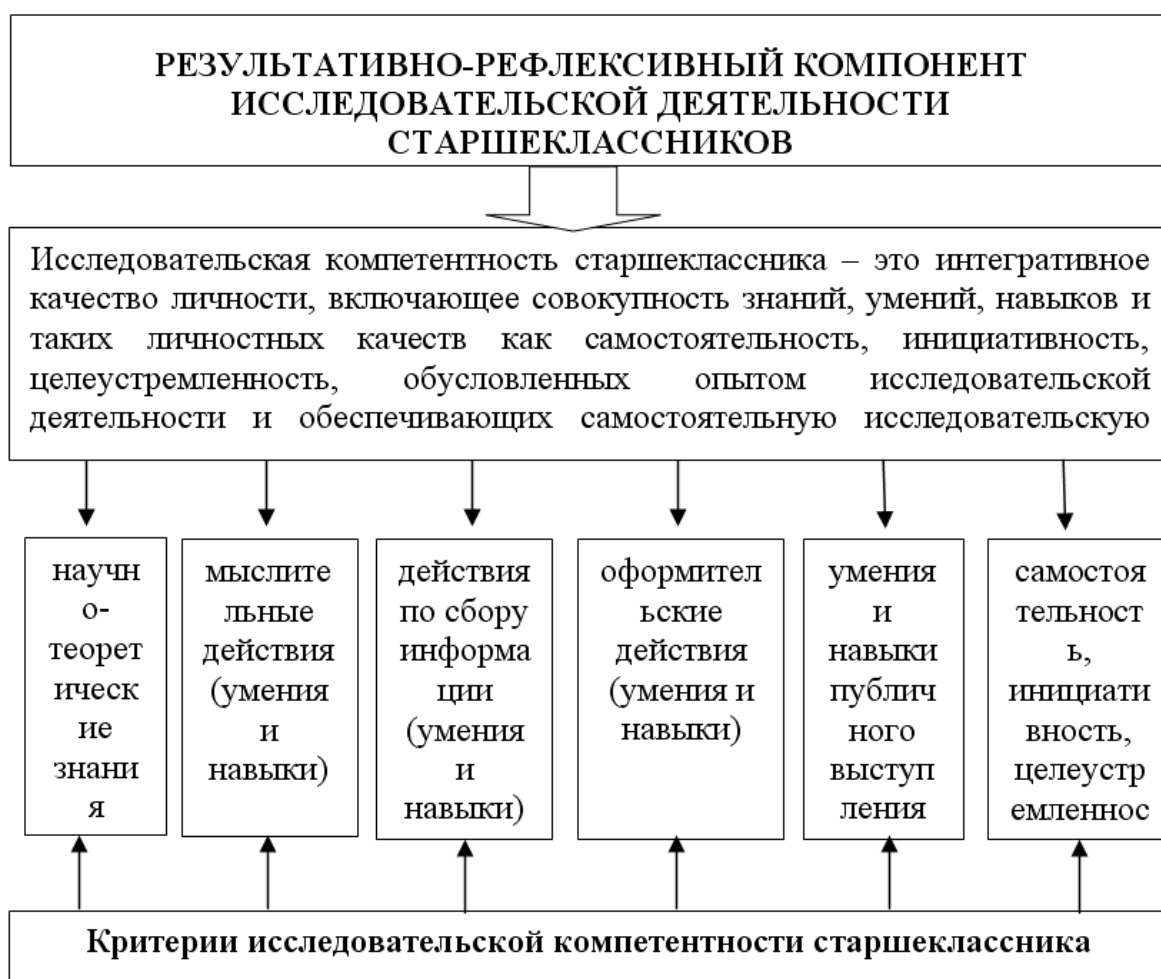 РЕЗУЛЬТАТИВНО-РЕФЛЕКСИВНЫЙ КОМПОНЕНТ
ИССЛЕДОВАТЕЛЬСКОЙ ДЕЯТЕЛЬНОСТИ
СТАРШЕКЛАССНИКОВ
Исследовательская компетентность старшеклассника – это интегративное
качество личности, включающее совокупность знаний, умений, навыков и
таких личностных качеств как самостоятельность, инициативность,
целеустремленность, обусловленных опытом исследовательской
деятельности и обеспечивающих самостоятельную исследовательскую
научн
о-
теорет
ическ
ие
знани
я
мыслите
льные
действия
(умения
и
навыки)
действия
по сбору
информа
ции
(умения
и
навыки)
оформител
ьские
действия
(умения и
навыки)
умения
и
навыки
публич
ного
выступ
ления
самостоя
тельност
ь,
инициати
вность,
целеустр
емленнос
Критерии исследовательской компетентности старшеклассника